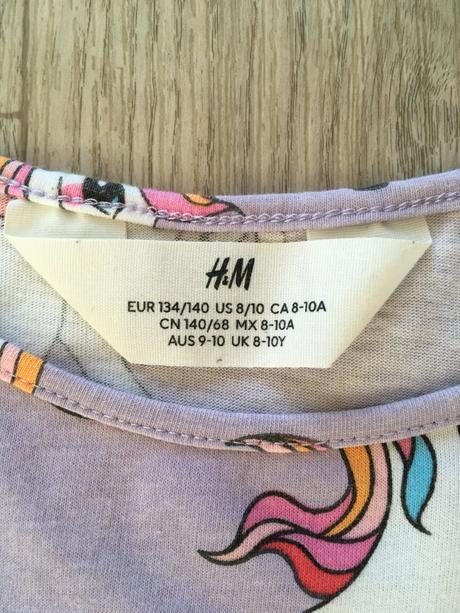 H&M
EUR 134/140 US 8/10 CA 8-10A
CN 140/68 MX 8-10A
AUS 9-10 UK 8-10Y